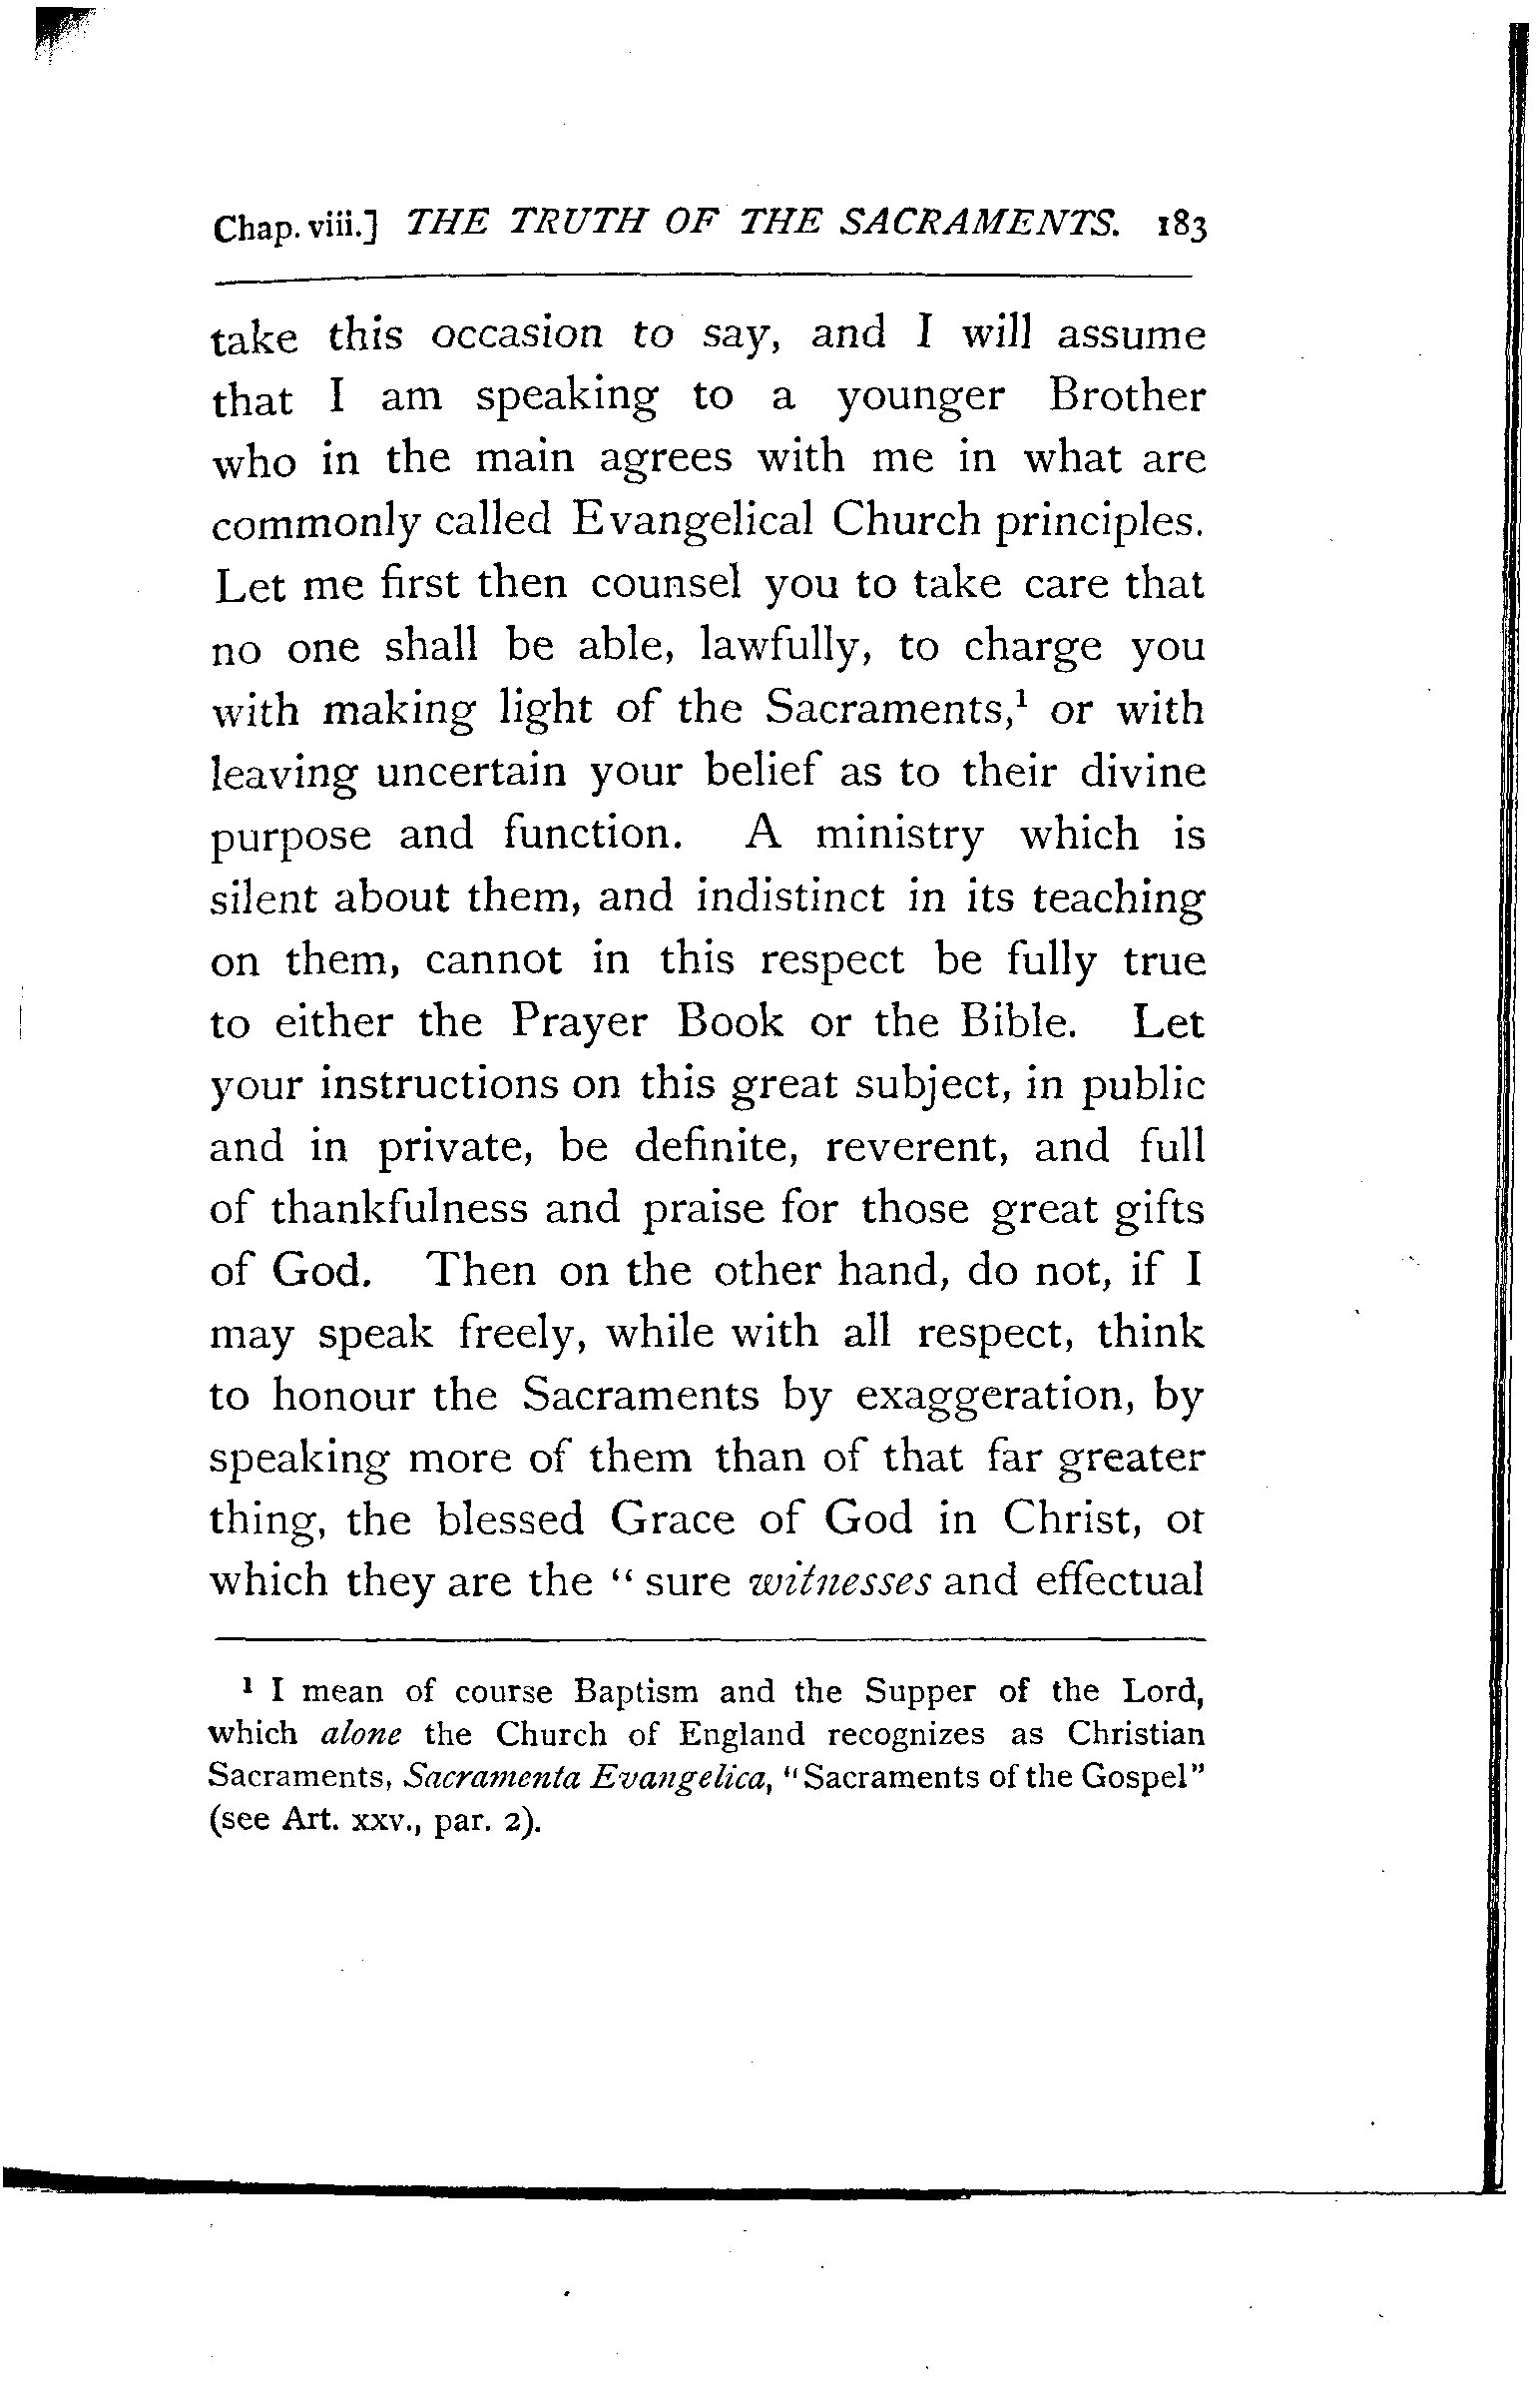 Chap. viii.] THE TRUTH OF THE SACRAMENTS. 183
take this occasion to say, and I will assume
that I am speaking to a younger Brother
who in the main agrees with me in what are
commonly called Evangelical Church principles.
Let me first then counsel you to take care that
no one shall be able, lawfully, to charge you
with making light of the Sacraments,¹ or with
leaving uncertain your belief as to their divine
purpose and function. A ministry which is
silent about them, and indistinct in its teaching
on them, cannot in this respect be fully true
to either the Prayer Book or the Bible. Let
your instructions on this great subject, in public
and in private, be definite, reverent, and full
of thankfulness and praise for those great gifts
of God. Then on the other hand, do not, if I
may speak freely, while with all respect, think
to honour the Sacraments by exaggeration, by
speaking more of them than of that far greater
thing, the blessed Grace of God in Christ, of
which they are the "sure witnesses and effectual
¹ I mean of course Baptism and the Supper of the Lord,
which alone the Church of England recognizes as Christian
Sacraments, Sacramenta Evangelica, "Sacraments of the Gospel"
(see Art. xxv., par. 2).